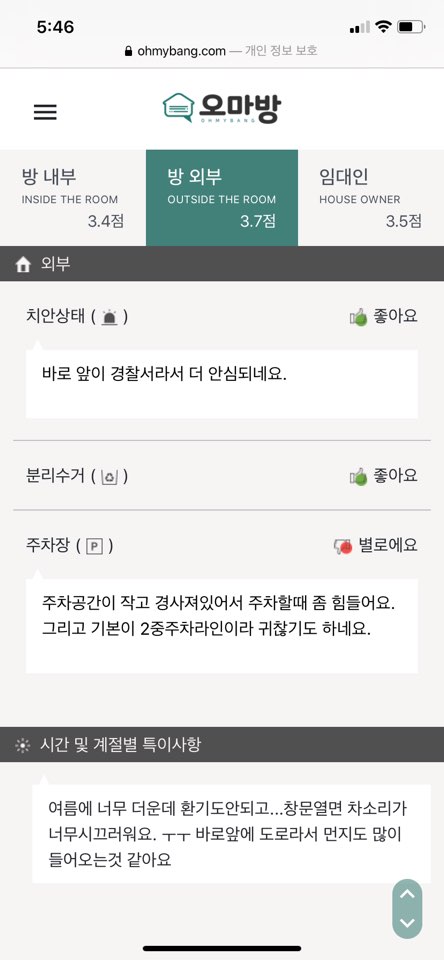 5:46
ohmybang.com — 개인 정보 보호
오마방
OHMYBANG
방 내부
INSIDE THE ROOM
3.4점
방 외부
OUTSIDE THE ROOM
3.7점
임대인
HOUSE OWNER
3.5점
외부
치안상태 ( )
좋아요
바로 앞이 경찰서라서 더 안심되네요.
분리수거 ( )
좋아요
주차장 ( P )
별로에요
주차공간이 작고 경사져있어서 주차할때 좀 힘들어요.
그리고 기본이 2중주차라인이라 귀찮기도 하네요.
시간 및 계절별 특이사항
여름에 너무 더운데 환기도안되고...창문열면 차소리가
너무시끄러워요. ㅜㅜ 바로앞에 도로라서 먼지도 많이
들어오는것 같아요